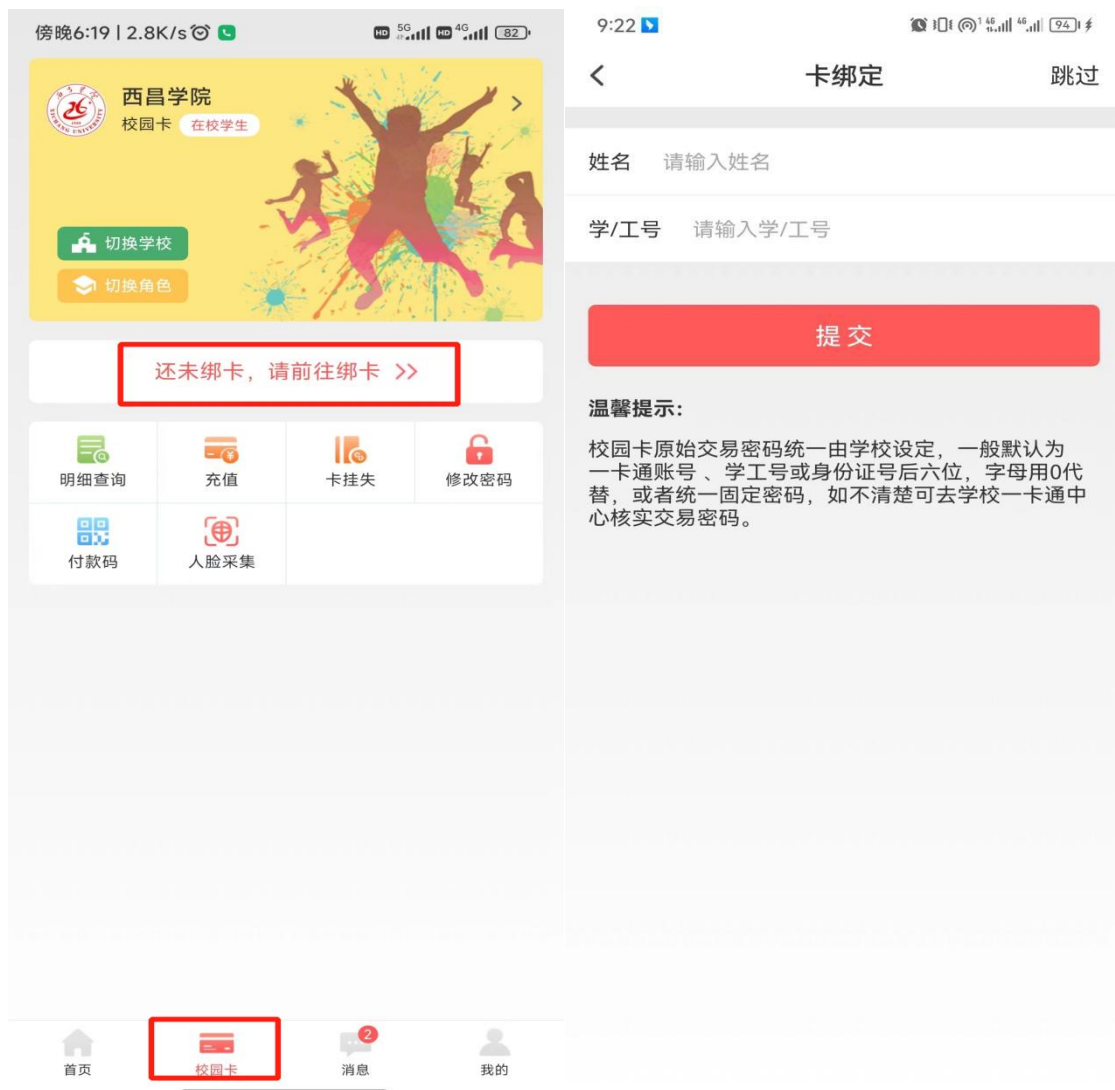 傍晚6:19 | 2.8K/s
HD 5G HD 4G 82
西昌学院
校园卡 在校学生
切换学校
切换角色
还未绑卡，请前往绑卡 >>
明细查询 充值 卡挂失 修改密码
付款码 人脸采集
首页 校园卡 2 消息 我的
9:22
4G 4G 94
< 卡绑定 跳过
姓名 请输入姓名
学/工号 请输入学/工号
提交
温馨提示：
校园卡原始交易密码统一由学校设定，一般默认为
一卡通账号 、学工号或身份证号后六位，字母用0代
替，或者统一固定密码，如不清楚可去学校一卡通中
心核实交易密码。